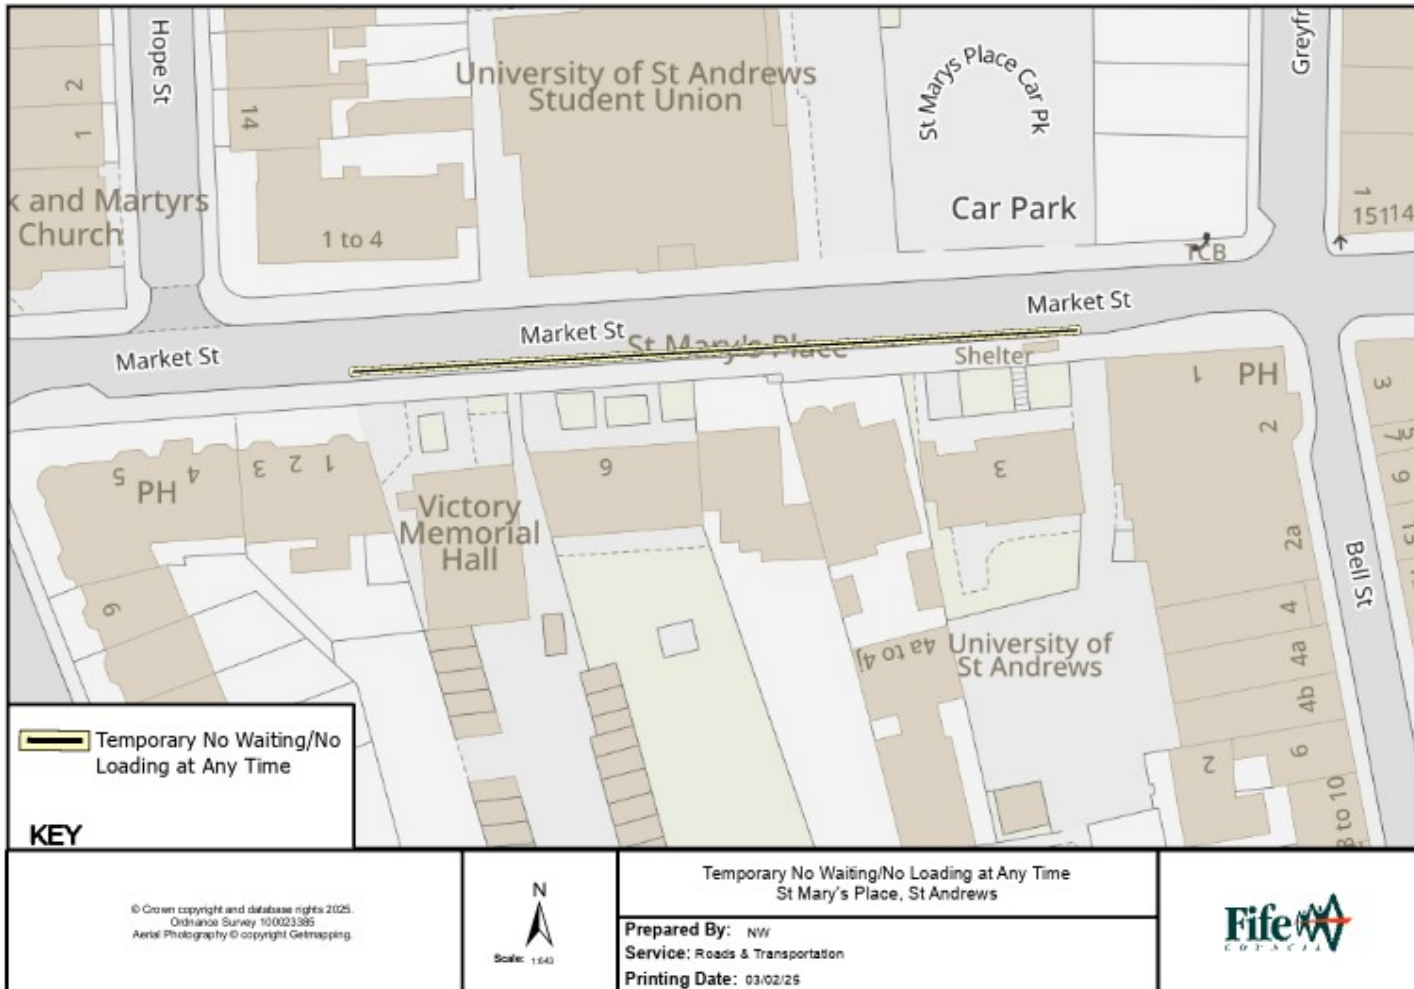 Hope St
Greyfr
2
1
14
University of St Andrews
Student Union
St Marys Place Car Pk
Car Park
k and Martyrs
Church
1 to 4
1
15114
TCB
Market St
Market St
Market St
St Mary's Place
Shelter
1
PH
2
3
5
PH
4
3
2
1
6
Victory
Memorial
Hall
6
3
2a
Bell St
4
4a
4b
6
2
8 to 10
5
7
9
13
6
4a to 4j
University of
St Andrews
Temporary No Waiting/No
Loading at Any Time
KEY
© Crown copyright and database rights 2025.
Ordnance Survey 100023385
Aerial Photography © copyright Getmapping.
N
Scale: 1:643
Temporary No Waiting/No Loading at Any Time
St Mary's Place, St Andrews
Prepared By: NW
Service: Roads & Transportation
Printing Date: 03/02/25
Fife
COUNCIL